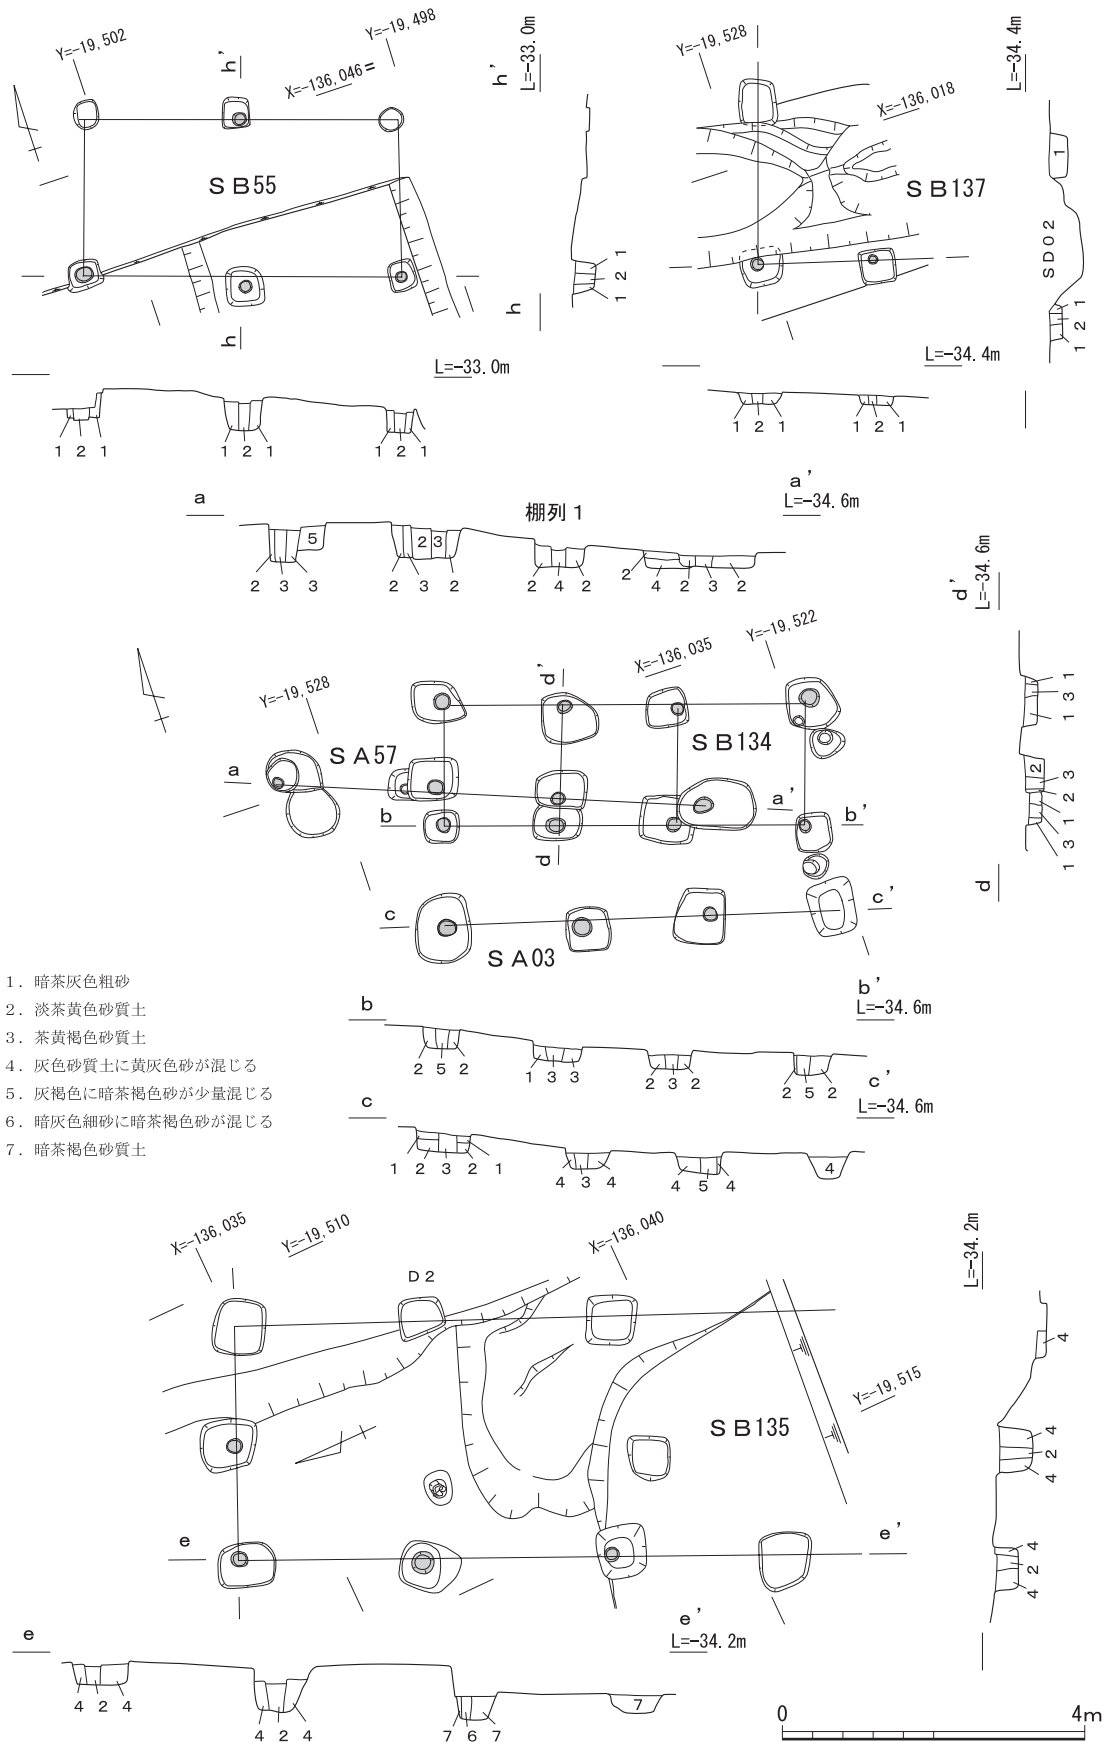 Y=-19,502
Y=-19,498
X=-136,046=
h'
h' L=-33.0m
SB55
h
h
L=-33.0m
1 2 1
1 2 1
1 2 1
1 2 1
Y=-19,528
X=-136,018
L=-34.4m
SB137
1
SD02
1 2 1
L=-34.4m
1 2 1
1 2 1
a
a'
L=-34.6m
棚列1
5
2 3
2 3 3
2 3 2
2 4 2
2 4 2 3 2
d' L=-34.6m
Y=-19,528
X=-136,035
Y=-19,522
d'
SA57
SB134
a
a'
b
b'
d
1 3 1
2
3 2 1 3 1
d
c
c'
SA03
1. 暗茶灰色粗砂
2. 淡茶黄色砂質土
3. 茶黄褐色砂質土
4. 灰色砂質土に黄灰色砂が混じる
5. 灰褐色に暗茶褐色砂が少量混じる
6. 暗灰色細砂に暗茶褐色砂が混じる
7. 暗茶褐色砂質土
b
b'
L=-34.6m
2 5 2
1 3 3
2 3 2
2 5 2
c
c'
L=-34.6m
1 2 3 2 1
4 3 4
4 5 4
4
X=-136,035
Y=-19,510
X=-136,040
L=-34.2m
D2
Y=-19,515
SB135
4
4 2 4
4 2 4
e
e'
e
e'
L=-34.2m
4 2 4
4 2 4
7 6 7
7
0 4m